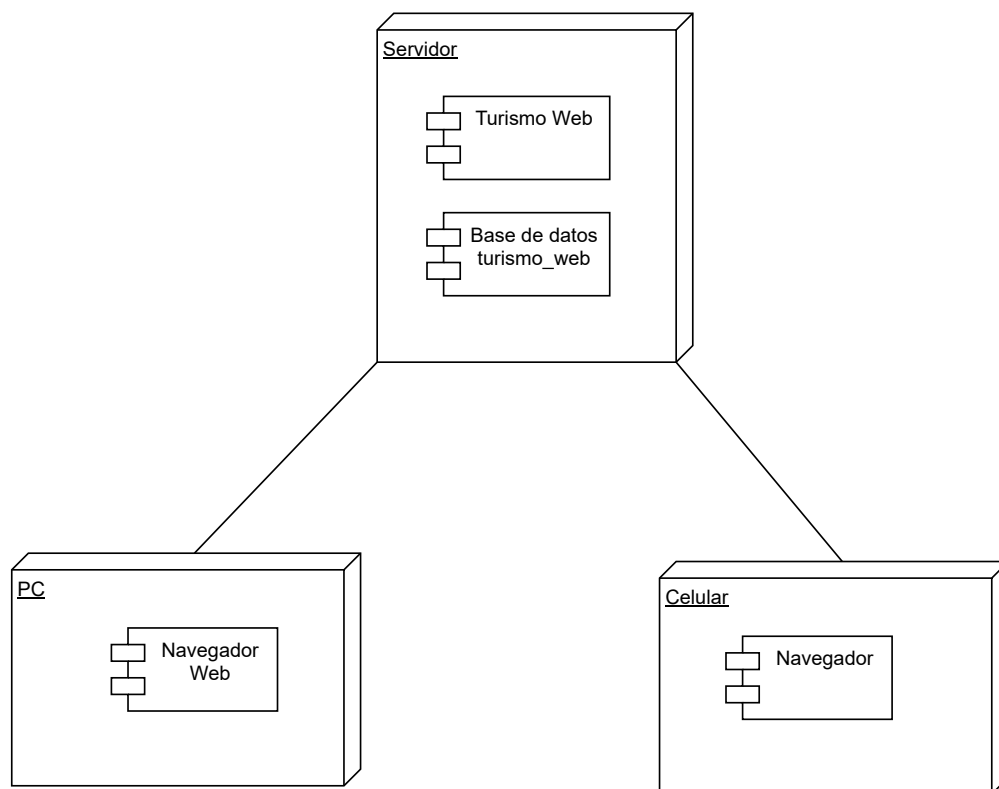 Servidor
Turismo Web
Base de datos
turismo_web
PC
Navegador
Web
Celular
Navegador